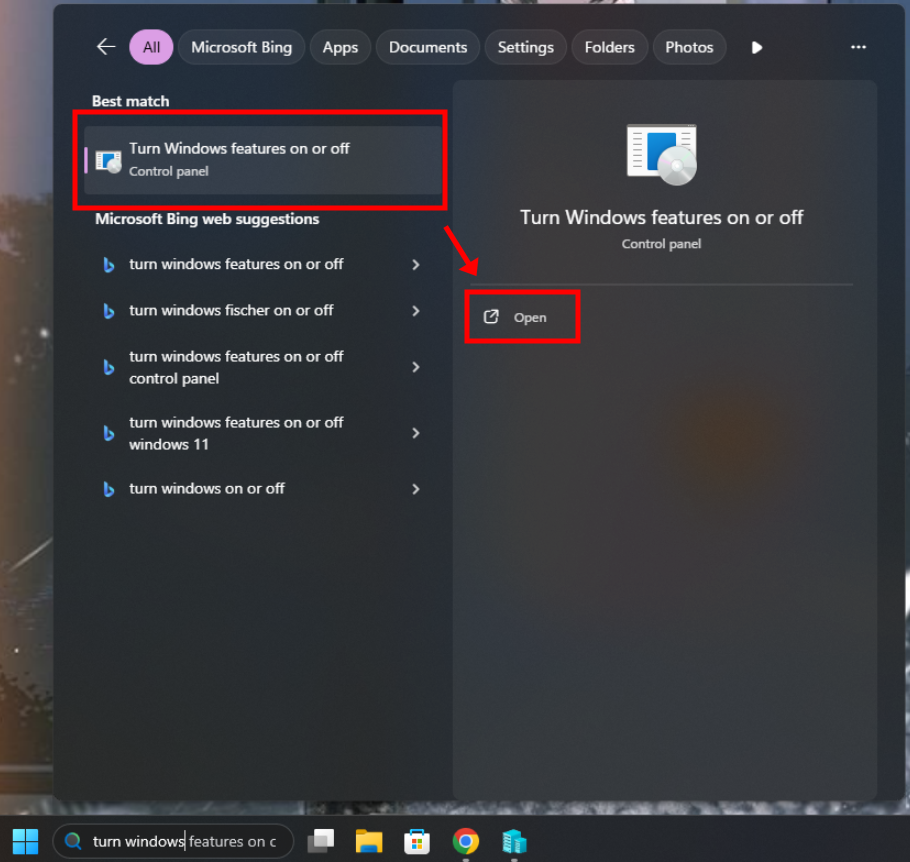 All
Microsoft Bing
Apps
Documents
Settings
Folders
Photos
Best match
Turn Windows features on or off
Control panel
Microsoft Bing web suggestions
turn windows features on or off
turn windows fischer on or off
turn windows features on or off
control panel
turn windows features on or off
windows 11
turn windows on or off
Turn Windows features on or off
Control panel
Open
turn windows features on c